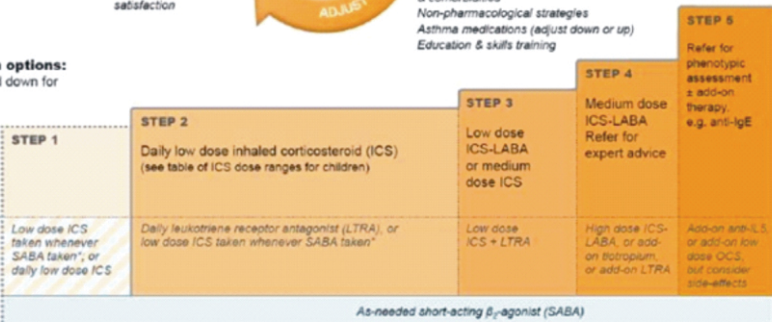 satisfaction
ADJUST
Non-pharmacological strategies
Asthma medications (adjust down or up)
Education & skills training
options:
down for
STEP 1
Low dose ICS
taken whenever
SABA taken*, or
daily low dose ICS
STEP 2
Daily low dose inhaled corticosteroid (ICS)
(see table of ICS dose ranges for children)
Daily leukotriene receptor antagonist (LTRA), or
low dose ICS taken whenever SABA taken*
STEP 3
Low dose
ICS-LABA
or medium
dose ICS
Low dose
ICS + LTRA
STEP 4
Medium dose
ICS-LABA
Refer for
expert advice
High dose ICS-
LABA, or add-
on tiotropium,
or add-on LTRA
STEP 5
Refer for
phenotypic
assessment
± add-on
therapy,
e.g. anti-IgE
Add-on anti-IL5,
or add-on low
dose OCS,
but consider
side-effects
As-needed short-acting β₂-agonist (SABA)